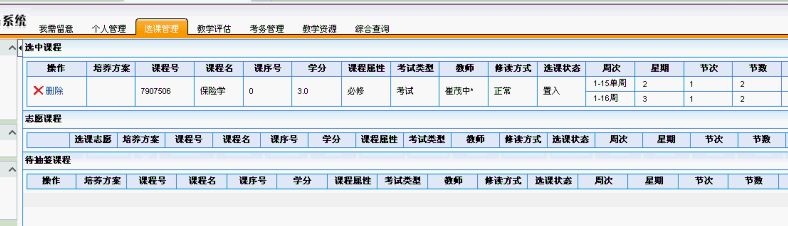 系统
我需留意 个人管理 选课管理 教学评估 考务管理 教学资源 综合查询
选中课程
操作 培养方案 课程号 课程名 课序号 学分 课程属性 考试类型 教师 修读方式 选课状态 周次 星期 节次 节数
删除 7907506 保险学 0 3.0 必修 考试 崔茂中* 正常 置入 1-15单周 2 1 2
1-16周 3 1 2
志愿课程
选课志愿 培养方案 课程号 课程名 课序号 学分 课程属性 考试类型 教师 修读方式 选课状态 周次 星期 节次 节数
待抽签课程
操作 培养方案 课程号 课程名 课序号 学分 课程属性 考试类型 教师 修读方式 选课状态 周次 星期 节次 节数